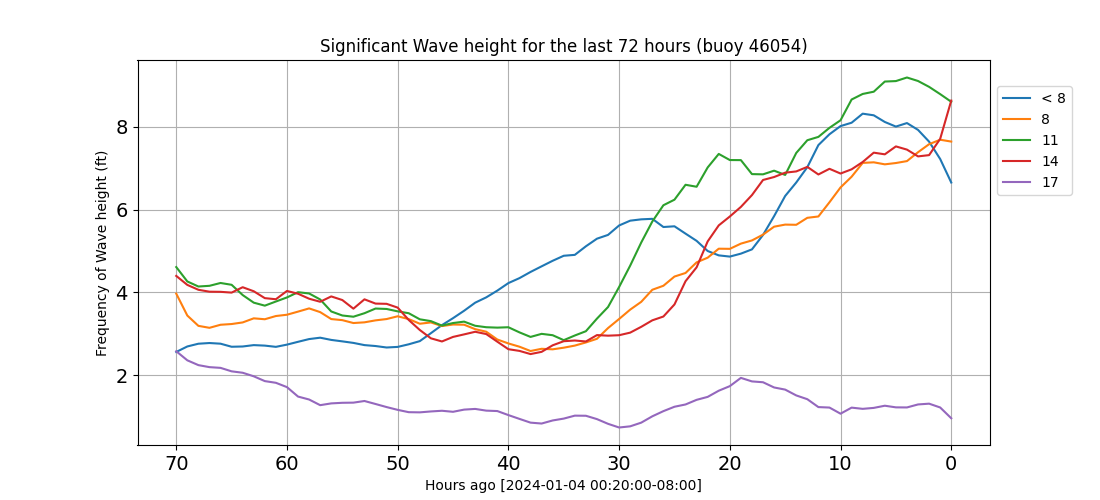 Significant Wave height for the last 72 hours (buoy 46054)
Frequency of Wave height (ft)
8
6
4
2
70 60 50 40 30 20 10 0
Hours ago [2024-01-04 00:20:00-08:00]
< 8
8
11
14
17